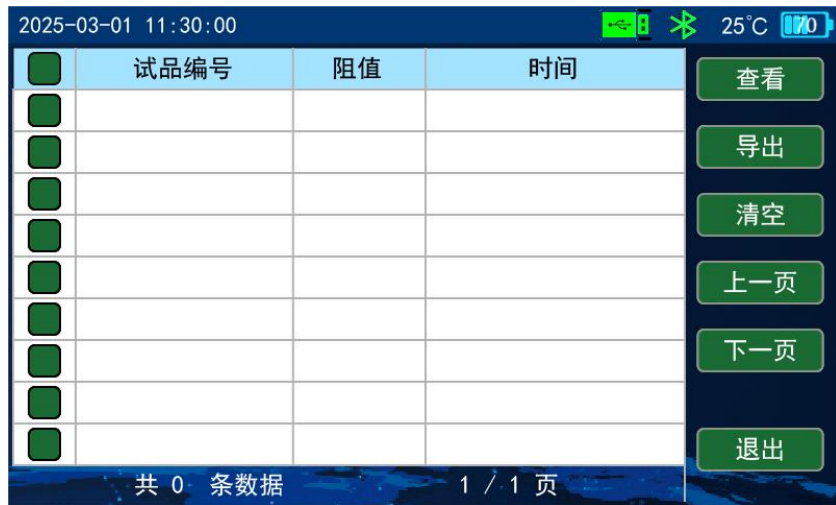 2025-03-01 11:30:00 25℃ 70
试品编号 阻值 时间
查看
导出
清空
上一页
下一页
退出
共 0 条数据 1 / 1 页